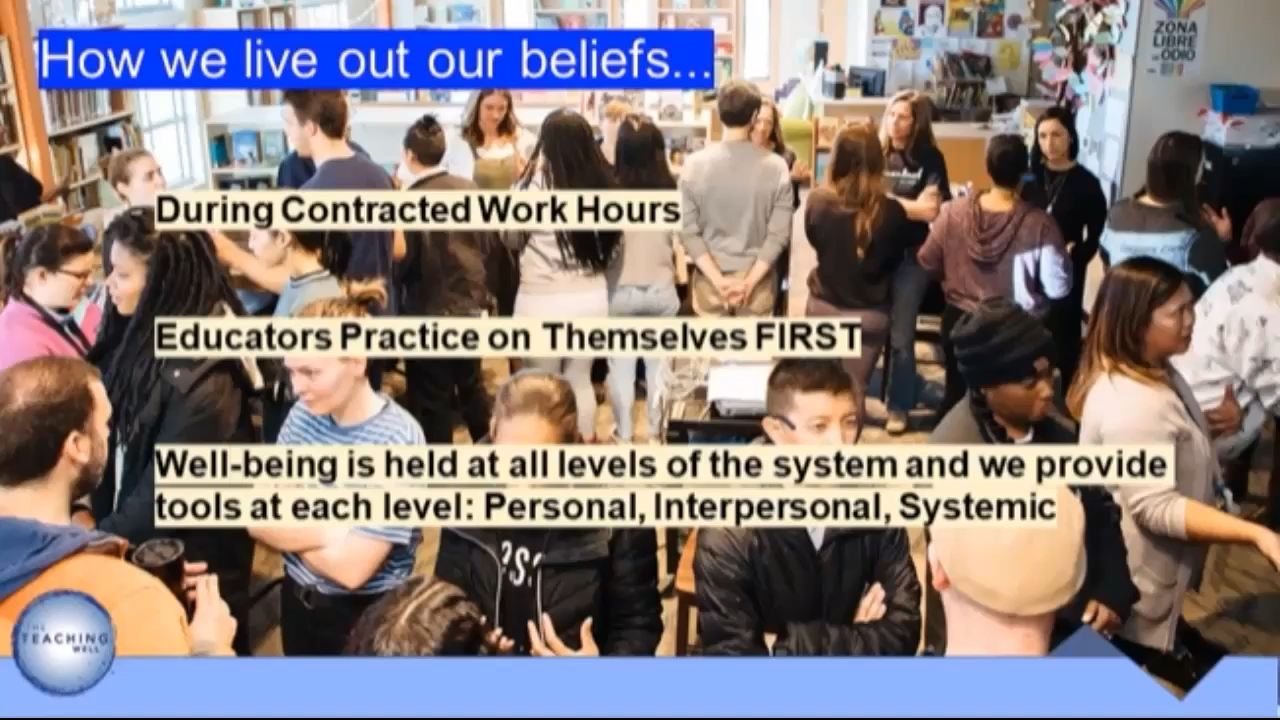 How we live out our beliefs...
ZONA
LIBRE
de ODIO
During Contracted Work Hours
Educators Practice on Themselves FIRST
Well-being is held at all levels of the system and we provide
tools at each level: Personal, Interpersonal, Systemic
THE
TEACHING
WELL